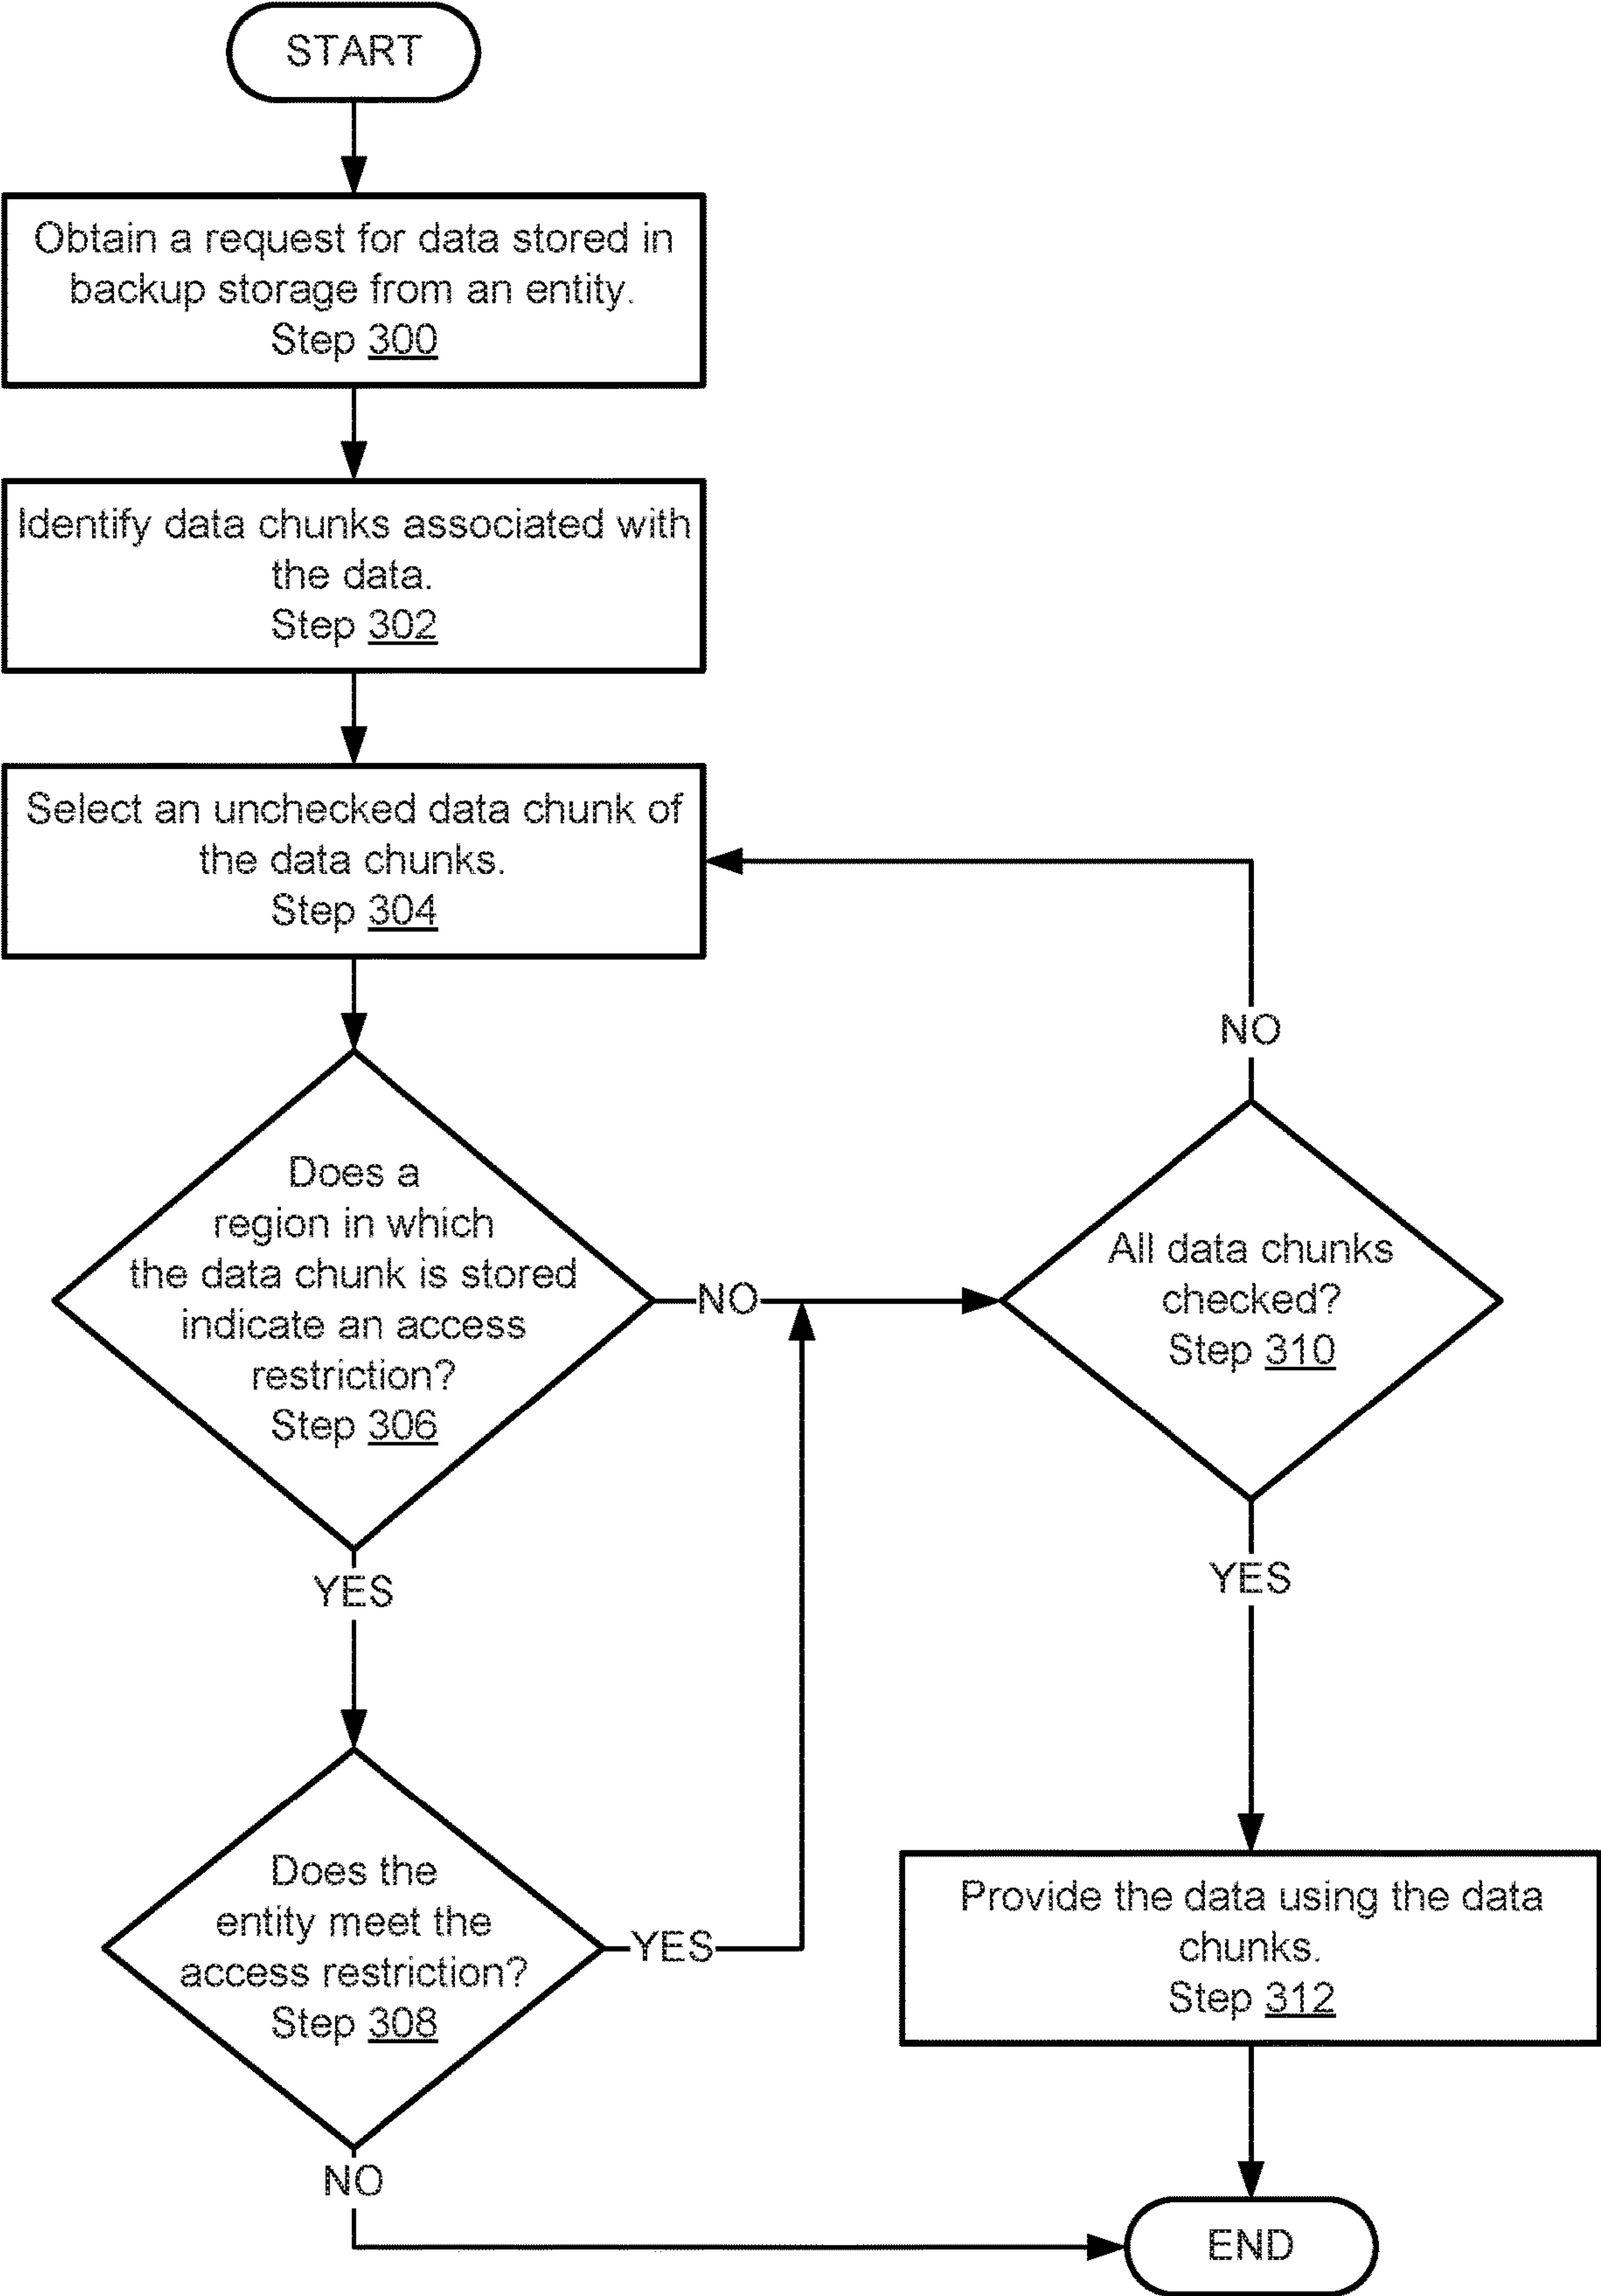 START
Obtain a request for data stored in
backup storage from an entity.
Step 300
Identify data chunks associated with
the data.
Step 302
Select an unchecked data chunk of
the data chunks.
Step 304
Does a
region in which
the data chunk is stored
indicate an access
restriction?
Step 306
NO
YES
Does the
entity meet the
access restriction?
Step 308
YES
NO
NO
All data chunks
checked?
Step 310
YES
Provide the data using the data
chunks.
Step 312
END